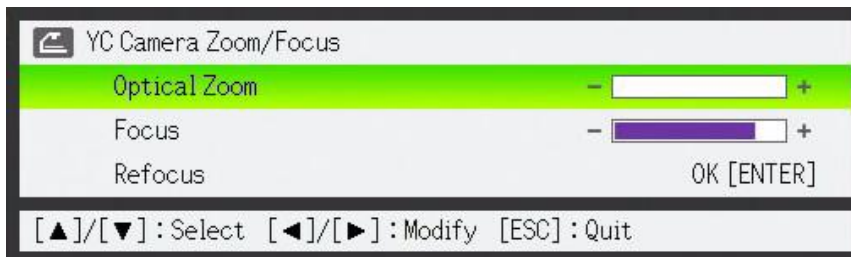 YC Camera Zoom/Focus
Optical Zoom - +
Focus - +
Refocus OK [ENTER]
[▲]/[▼]:Select [◀]/[▶]:Modify [ESC]:Quit